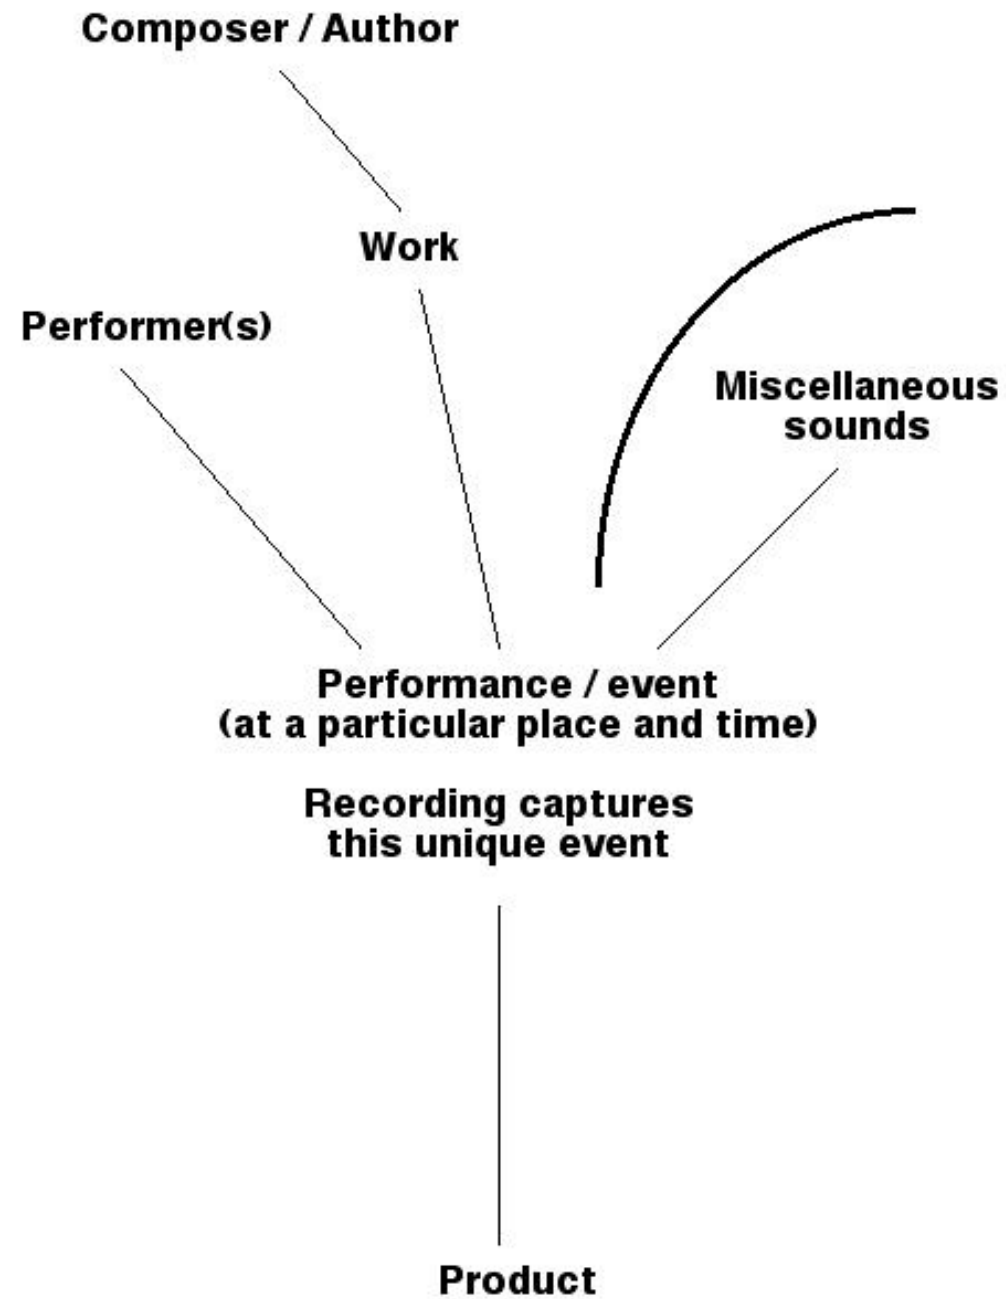 Composer / Author
Work
Performer(s)
Miscellaneous
sounds
Performance / event
(at a particular place and time)
Recording captures
this unique event
Product